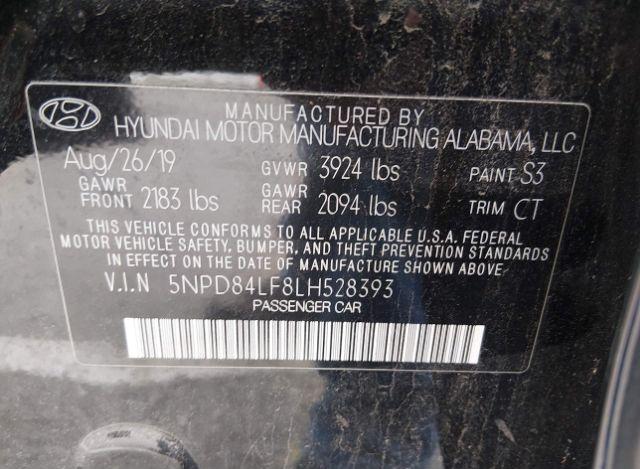 MANUFACTURED BY
HYUNDAI MOTOR MANUFACTURING ALABAMA, LLC
Aug/26/19 GVWR 3924 lbs PAINT S3
GAWR FRONT 2183 lbs GAWR REAR 2094 lbs TRIM CT
THIS VEHICLE CONFORMS TO ALL APPLICABLE U.S.A. FEDERAL
MOTOR VEHICLE SAFETY, BUMPER, AND THEFT PREVENTION STANDARDS
IN EFFECT ON THE DATE OF MANUFACTURE SHOWN ABOVE.
V.I.N 5NPD84LF8LH528393
PASSENGER CAR